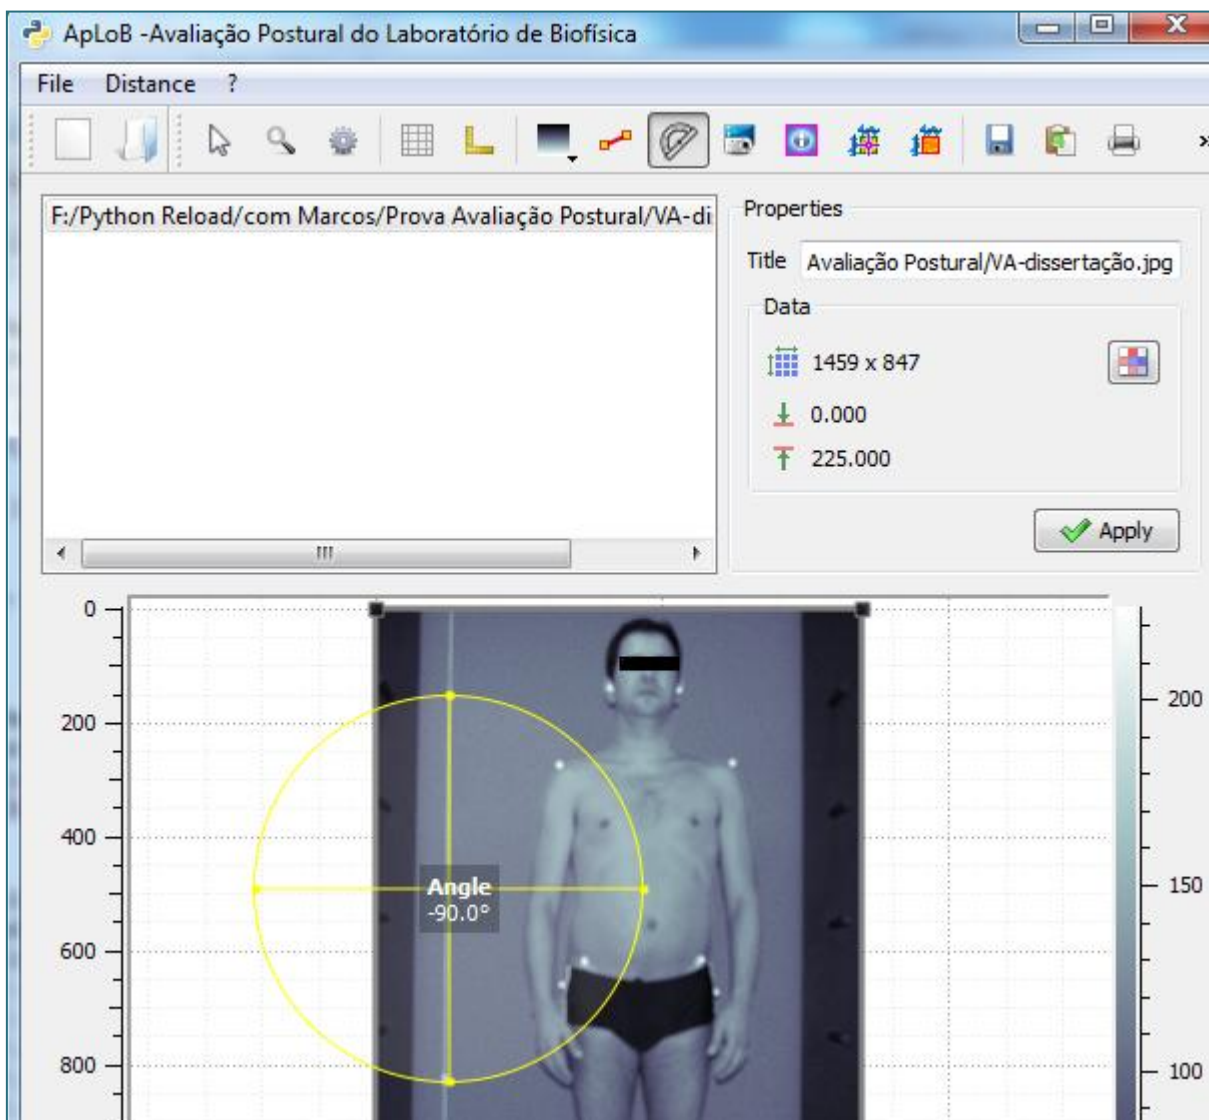 ApLoB -Avaliação Postural do Laboratório de Biofísica
File Distance ?
F:/Python Reload/com Marcos/Prova Avaliação Postural/VA-di
Properties
Title Avaliação Postural/VA-dissertação.jpg
Data
1459 x 847
0.000
225.000
Apply
0
200
400
600
800
Angle
-90.0°
200
150
100